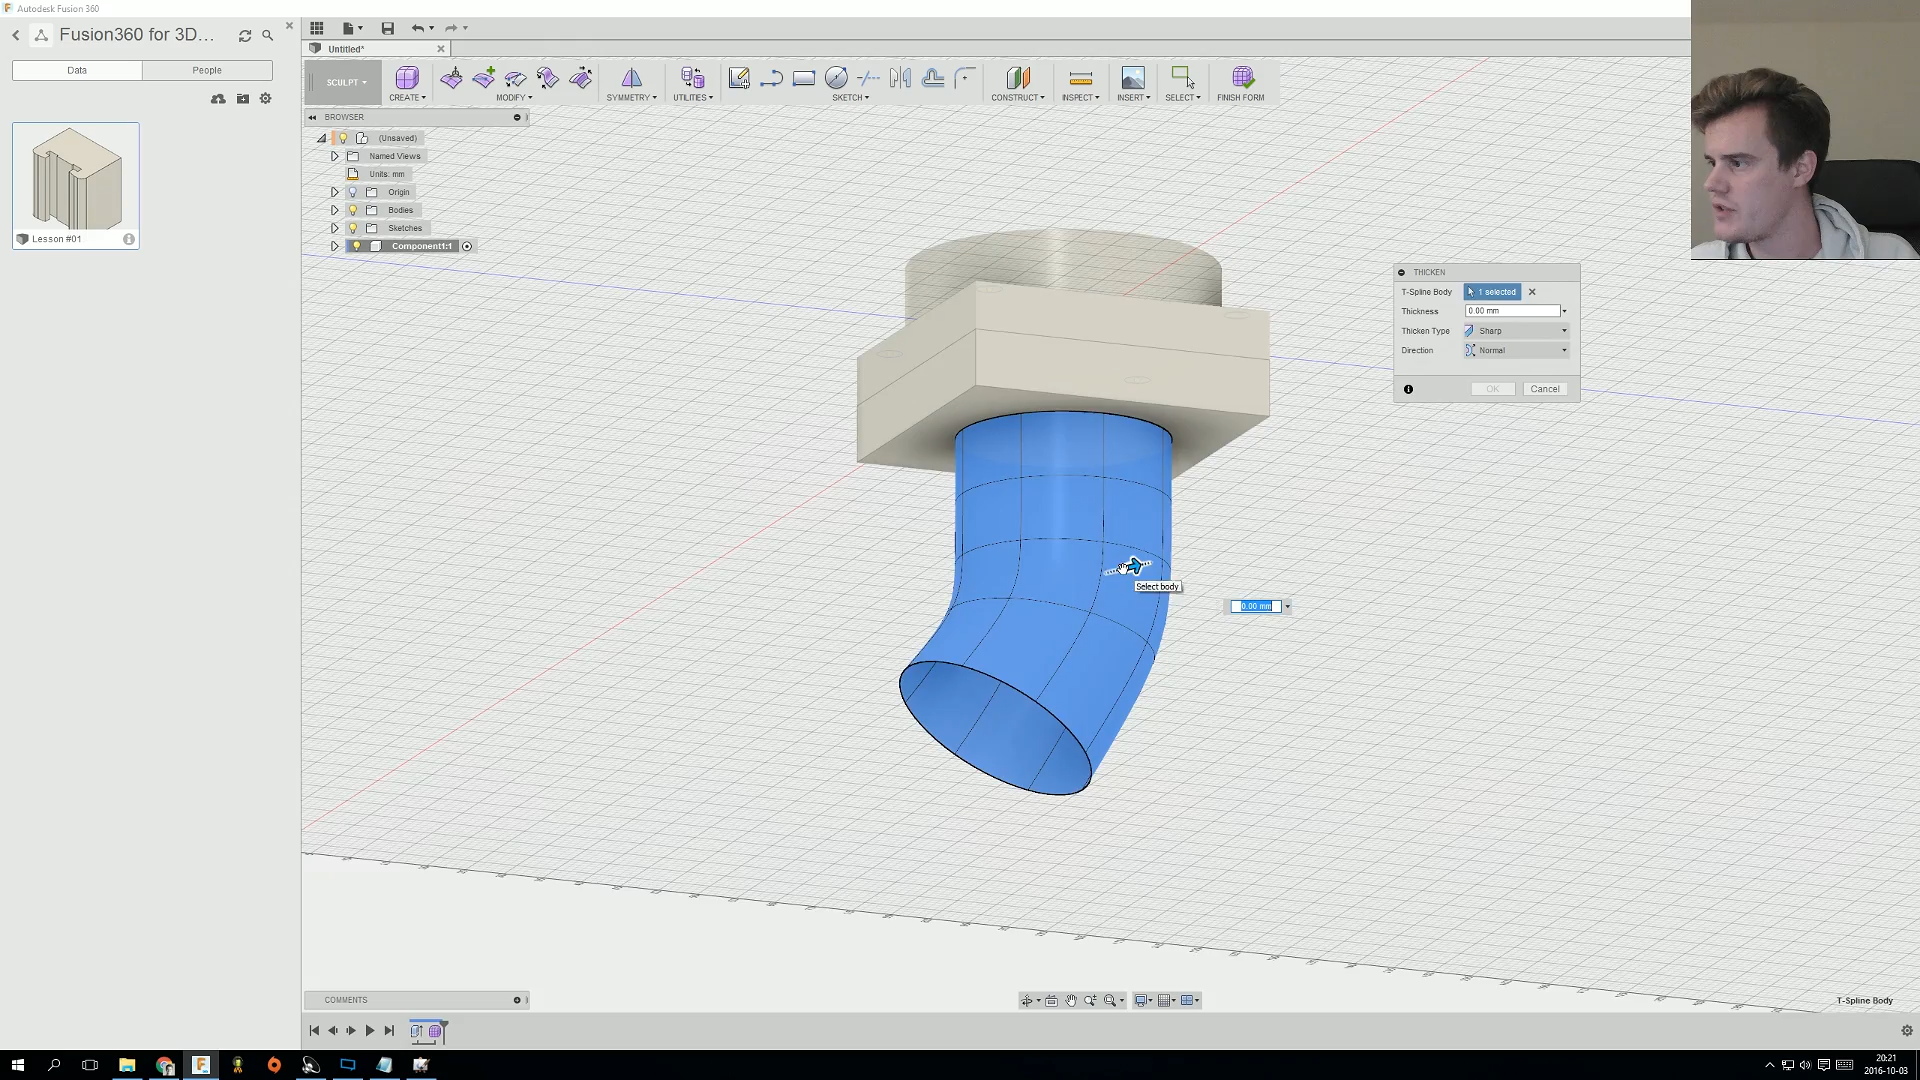 Autodesk Fusion 360
Fusion360 for 3D...
Data
People
Lesson #01
Untitled*
SCULPT
CREATE
MODIFY
SYMMETRY
UTILITIES
SKETCH
CONSTRUCT
INSPECT
INSERT
SELECT
FINISH FORM
BROWSER
(Unsaved)
Named Views
Units: mm
Origin
Bodies
Sketches
Component1:1
THICKEN
T-Spline Body
1 selected
Thickness
0.00 mm
Thicken Type
Sharp
Direction
Normal
OK
Cancel
Select body
0.00 mm
COMMENTS
T-Spline Body
20:21
2016-10-03